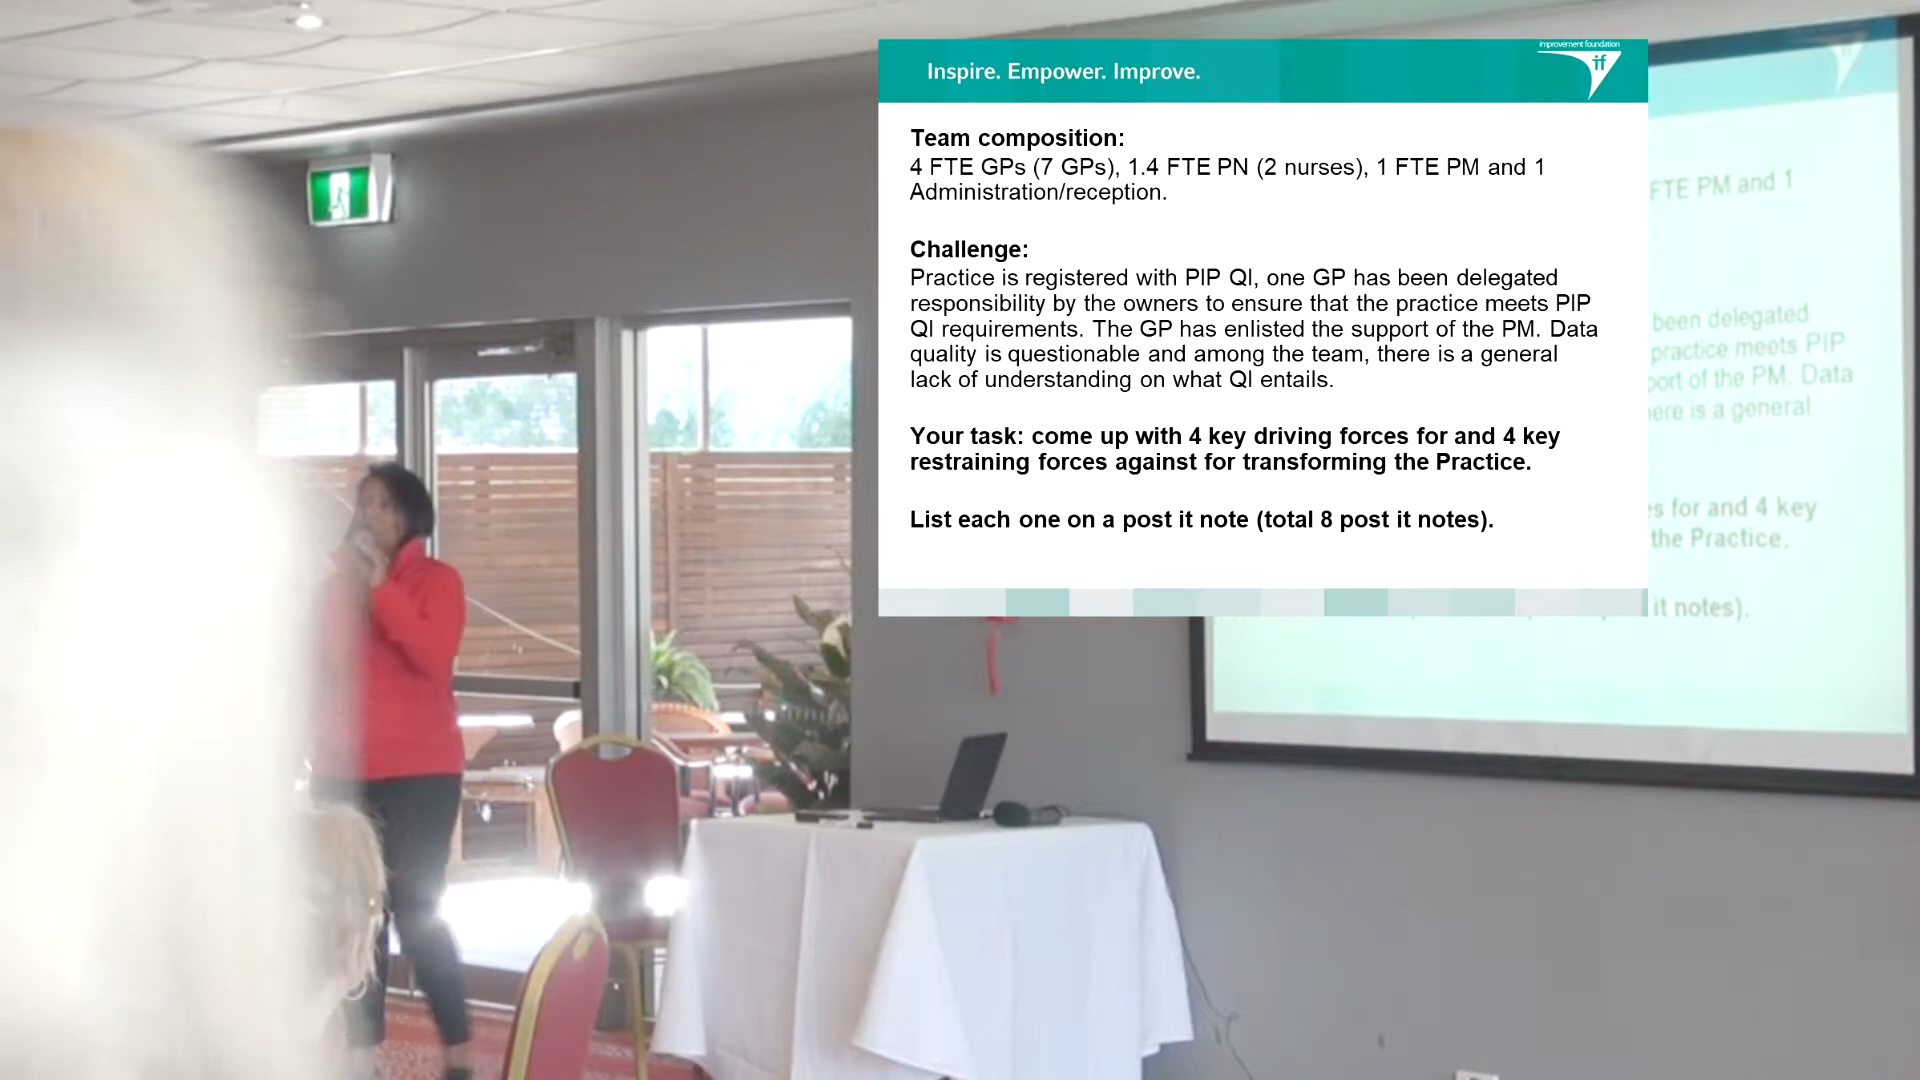 improvement foundation
if
Inspire. Empower. Improve.
Team composition:
4 FTE GPs (7 GPs), 1.4 FTE PN (2 nurses), 1 FTE PM and 1
Administration/reception.
Challenge:
Practice is registered with PIP QI, one GP has been delegated
responsibility by the owners to ensure that the practice meets PIP
QI requirements. The GP has enlisted the support of the PM. Data
quality is questionable and among the team, there is a general
lack of understanding on what QI entails.
Your task: come up with 4 key driving forces for and 4 key
restraining forces against for transforming the Practice.
List each one on a post it note (total 8 post it notes).
FTE PM and 1
been delegated
practice meets PIP
port of the PM. Data
ere is a general
s for and 4 key
the Practice.
it notes).